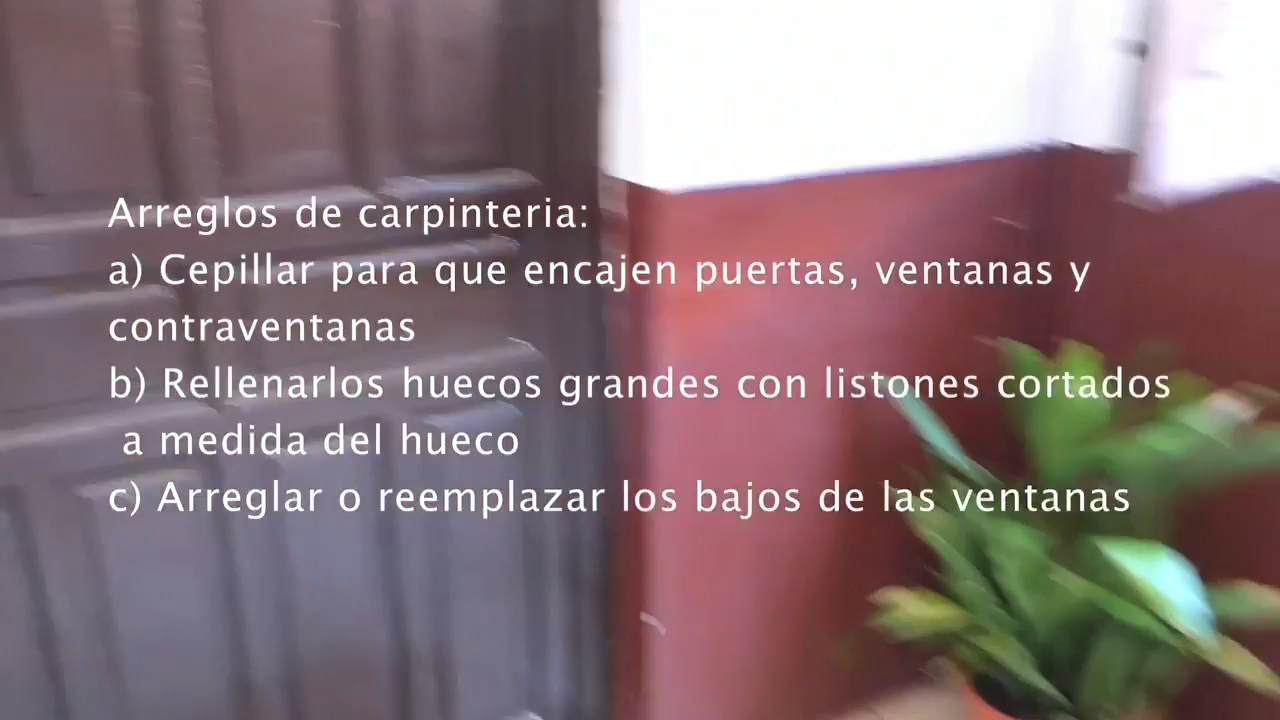 Arreglos de carpinteria:
a) Cepillar para que encajen puertas, ventanas y
contraventanas
b) Rellenarlos huecos grandes con listones cortados
a medida del hueco
c) Arreglar o reemplazar los bajos de las ventanas